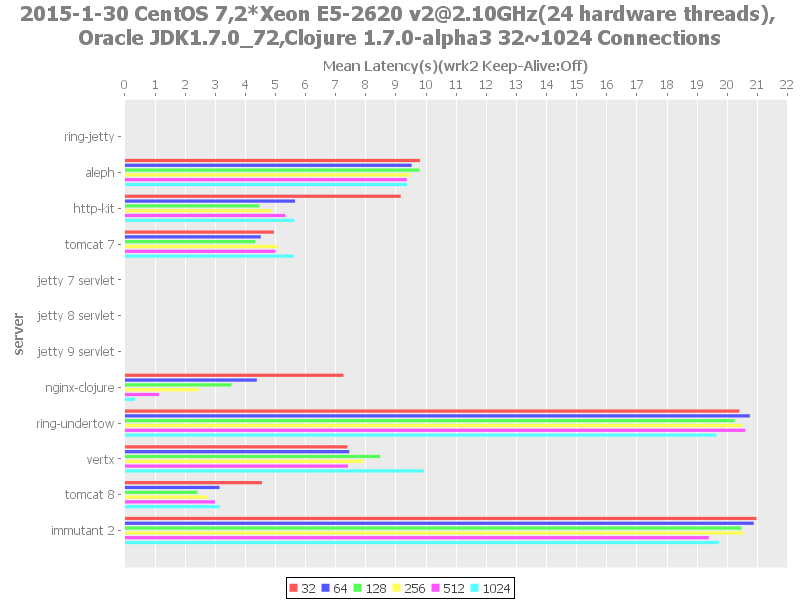 2015-1-30 CentOS 7,2*Xeon E5-2620 v2@2.10GHz(24 hardware threads),
Oracle JDK1.7.0_72,Clojure 1.7.0-alpha3 32~1024 Connections
Mean Latency(s)(wrk2 Keep-Alive:Off)
0 1 2 3 4 5 6 7 8 9 10 11 12 13 14 15 16 17 18 19 20 21 22
server
ring-jetty
aleph
http-kit
tomcat 7
jetty 7 servlet
jetty 8 servlet
jetty 9 servlet
nginx-clojure
ring-undertow
vertx
tomcat 8
immutant 2
32 64 128 256 512 1024